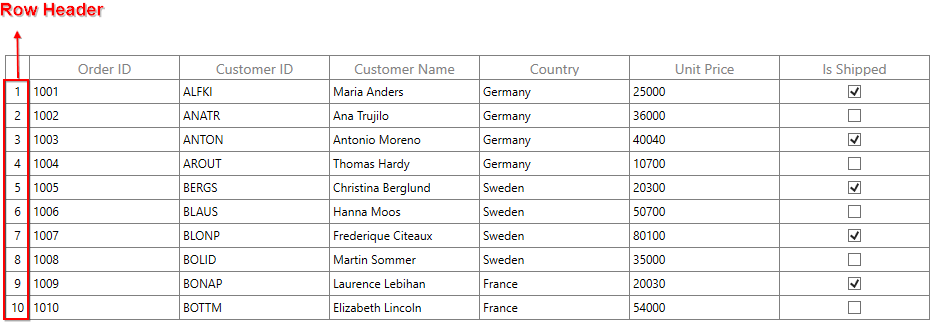 Row Header
Order ID Customer ID Customer Name Country Unit Price Is Shipped
1 1001 ALFKI Maria Anders Germany 25000
2 1002 ANATR Ana Trujilo Germany 36000
3 1003 ANTON Antonio Moreno Germany 40040
4 1004 AROUT Thomas Hardy Germany 10700
5 1005 BERGS Christina Berglund Sweden 20300
6 1006 BLAUS Hanna Moos Sweden 50700
7 1007 BLONP Frederique Citeaux Sweden 80100
8 1008 BOLID Martin Sommer Sweden 35000
9 1009 BONAP Laurence Lebihan France 20030
10 1010 BOTTM Elizabeth Lincoln France 54000